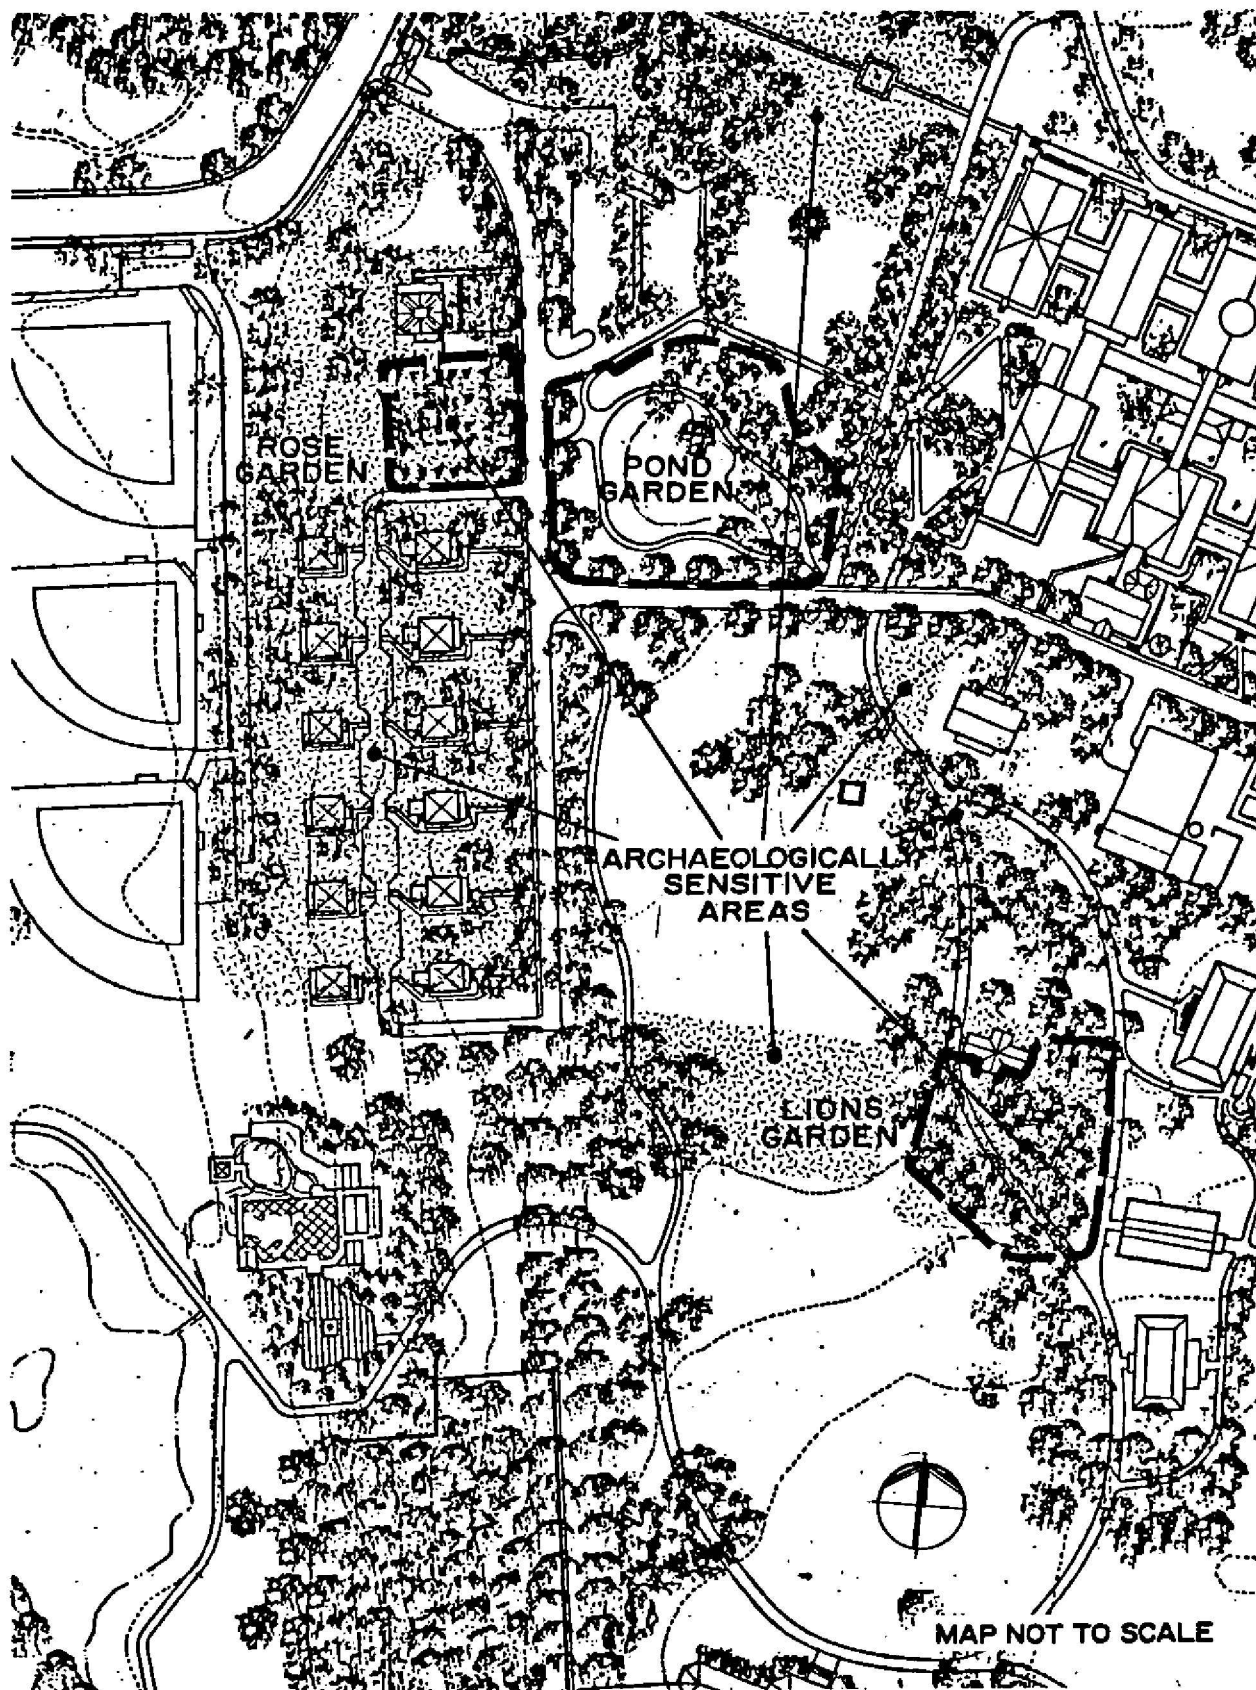 ROSE
GARDEN
POND
GARDEN
ARCHAEOLOGICALLY
SENSITIVE
AREAS
LIONS
GARDEN
MAP NOT TO SCALE